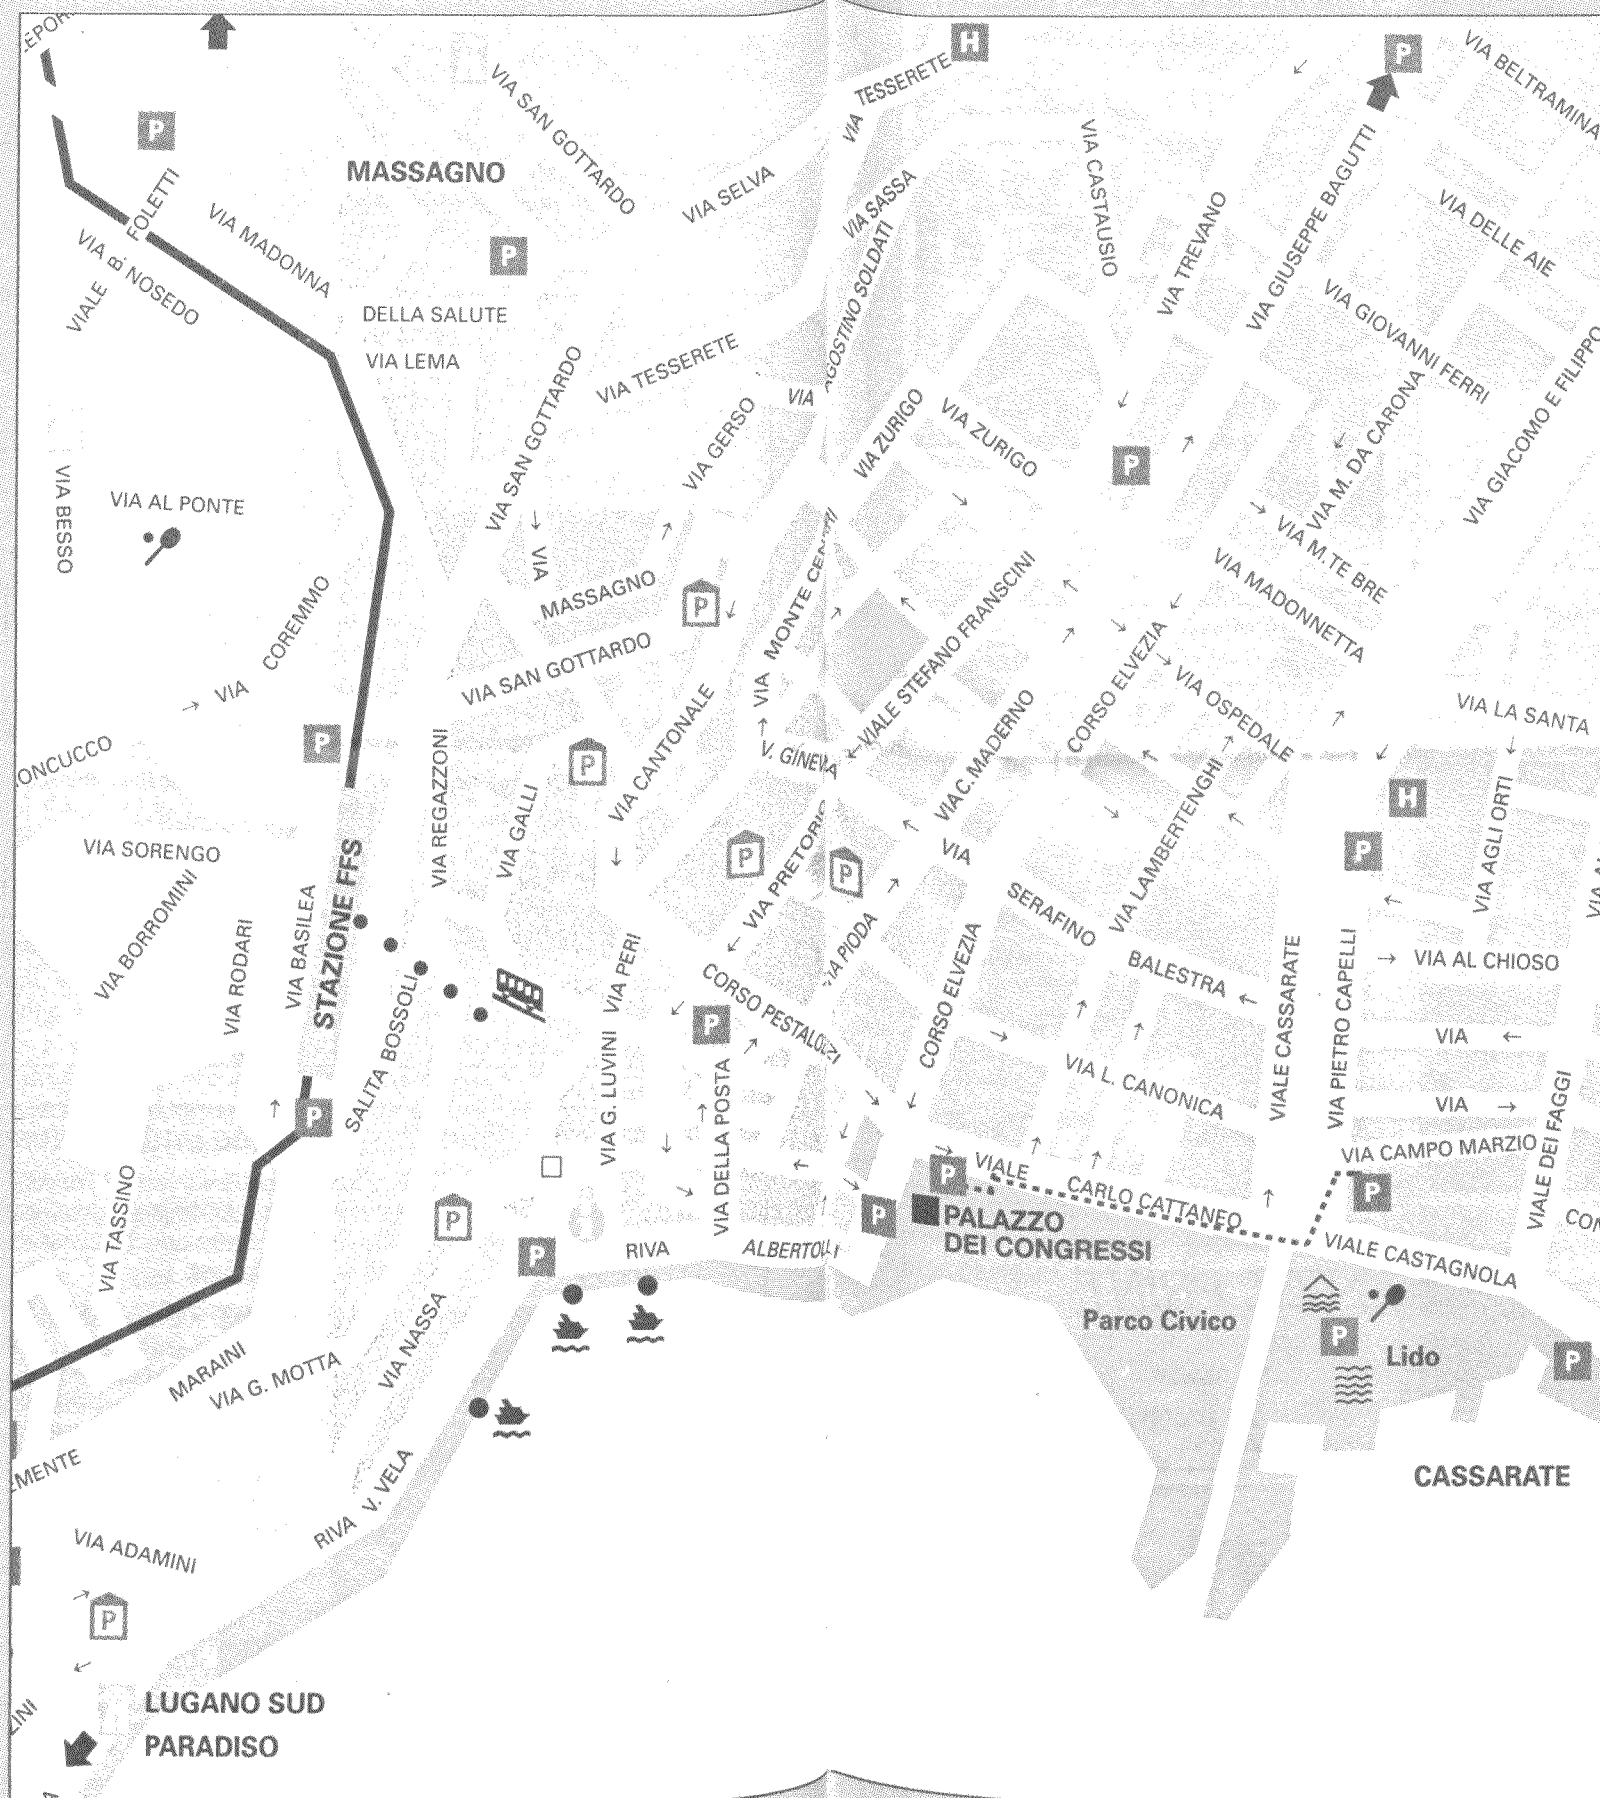 P
MASSAGNO
VIA SAN GOTTARDO
VIA SELVA
VIA
TESSERETE
H
P
VIA BELTRAMINA
VIA SASSA
VIA CASTAUSIO
VIA TREVANO
VIA GIUSEPPE BAGUTTI
VIA DELLE AIE
FOLETTI
VIA MADONNA
P
VIA B. NOSEDO
VIALE
DELLA SALUTE
VIA LEMA
VIA TESSERETE
VIA
AGOSTINO SOLDATI
VIA GIOVANNI FERRI
VIA GIACOMO E FILIPPO
VIA SAN GOTTARDO
VIA GERSO
VIA ZURIGO
VIA ZURIGO
P
VIA M. DA CARONA
VIA BESSO
VIA AL PONTE
VIA
MASSAGNO
P
VIA MONTE CENERI
VIALE STEFANO FRANSCINI
VIA M.TE BRE
VIA MADONNETTA
COREMMO
VIA
VIA SAN GOTTARDO
CORSO ELVEZIA
VIA OSPEDALE
VIA LA SANTA
ONCUCCO
P
VIA REGAZZONI
P
VIA CANTONALE
V. GINEVRA
VIA C. MADERNO
VIA LAMBERTENGHI
H
VIA AGLI ORTI
VIA SORENGO
VIA GALLI
P
VIA PRETORIO
P
VIA
SERAFINO
BALESTRA
P
VIA BORROMINI
VIA RODARI
VIA BASILEA
STAZIONE FFS
SALITA BOSSOLI
VIA PERI
VIA G. LUVINI
CORSO PESTALOZZI
VIA PIODA
CORSO ELVEZIA
VIALE CASSARATE
VIA PIETRO CAPELLI
VIA AL CHIOSO
P
VIA DELLA POSTA
VIA L. CANONICA
VIA
VIA
VIALE DEI FAGGI
P
VIA CAMPO MARZIO
VIA TASSINO
P
VIALE
CARLO CATTANEO
P
P
P
PALAZZO
DEI CONGRESSI
P
RIVA
ALBERTOLLI
VIALE CASTAGNOLA
CON
VIA NASSA
Parco Civico
P
Lido
P
MARAINI
VIA G. MOTTA
RIVA V. VELA
CASSARATE
EMENTE
VIA ADAMINI
P
LUGANO SUD
PARADISO
LINI